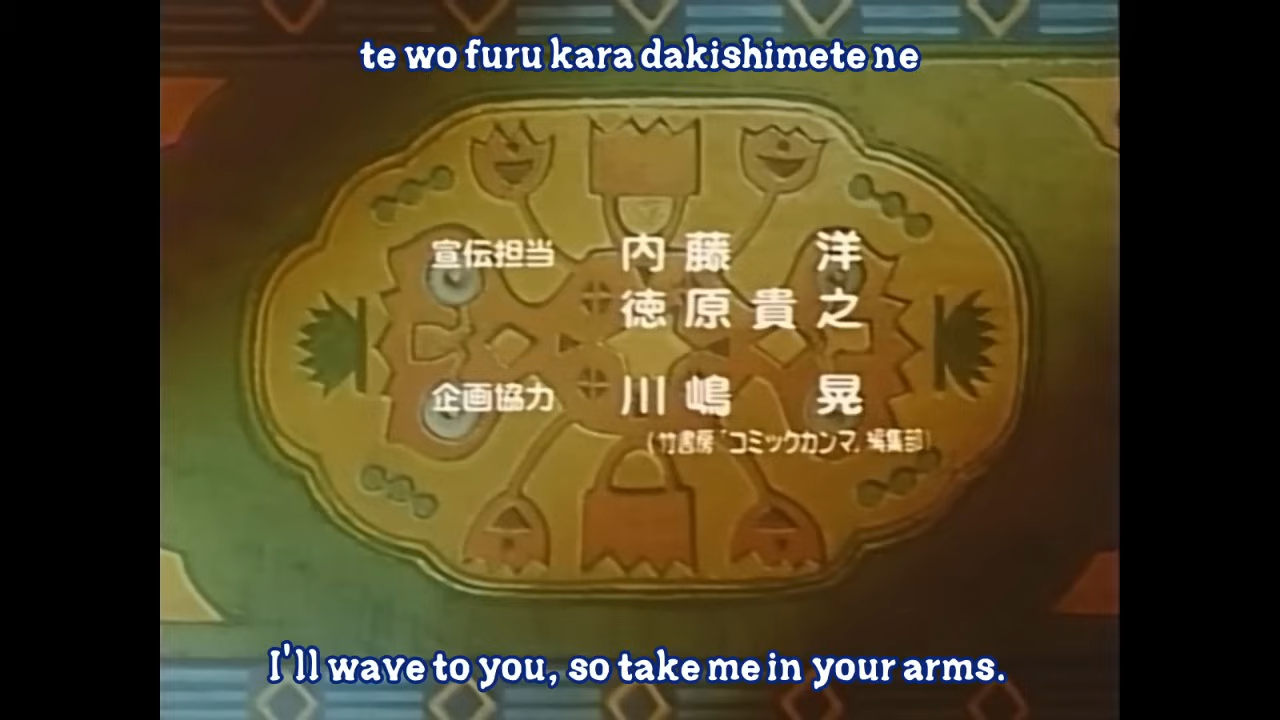 te wo furu kara dakishimete ne
宣伝担当 内藤 洋
徳原貴之
企画協力 川嶋 晃
(竹書房「コミックガンマ」編集部)
I'll wave to you, so take me in your arms.